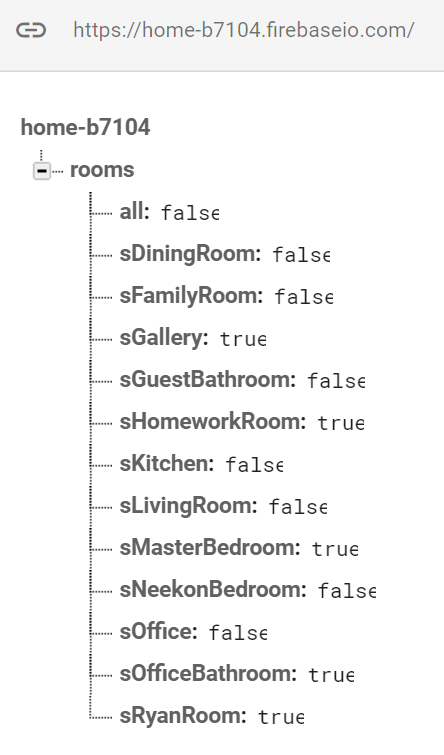 https://home-b7104.firebaseio.com/
home-b7104
rooms
all: false
sDiningRoom: false
sFamilyRoom: false
sGallery: true
sGuestBathroom: false
sHomeworkRoom: true
sKitchen: false
sLivingRoom: false
sMasterBedroom: true
sNeekonBedroom: false
sOffice: false
sOfficeBathroom: true
sRyanRoom: true